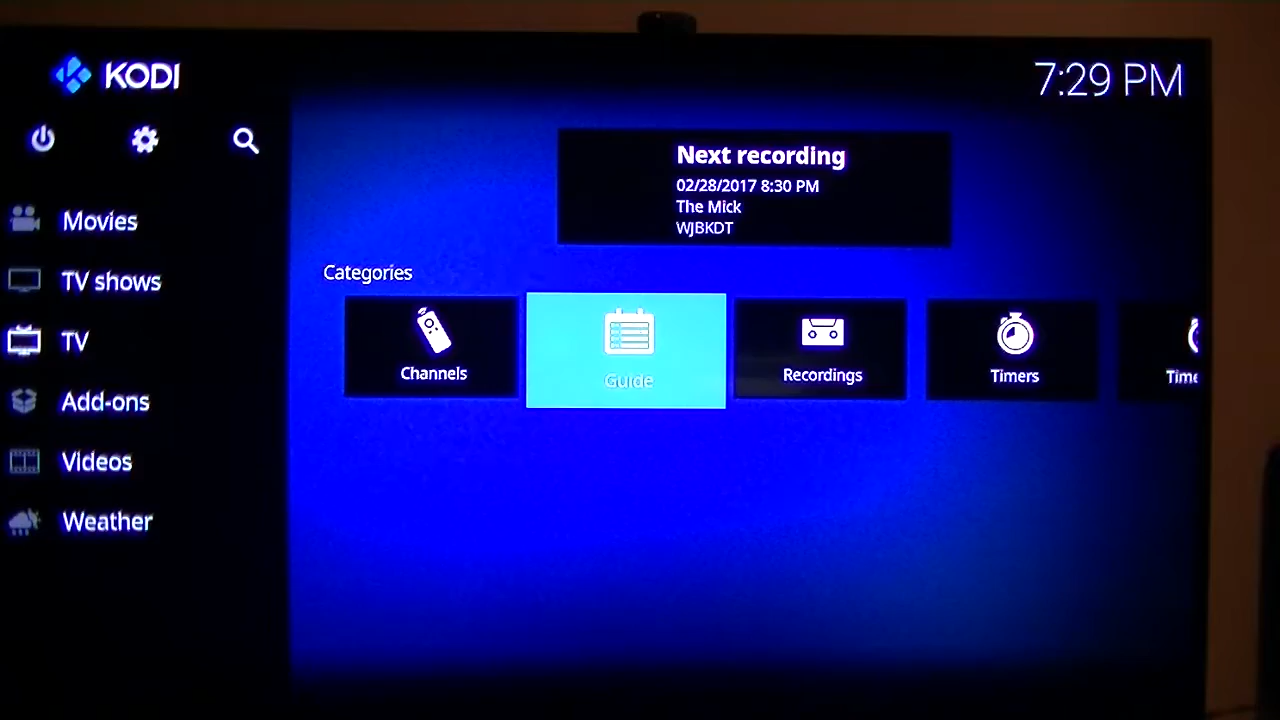 KODI
7:29 PM
Next recording
02/28/2017 8:30 PM
The Mick
WJBKDT
Movies
TV shows
TV
Add-ons
Videos
Weather
Categories
Channels
Guide
Recordings
Timers
Time